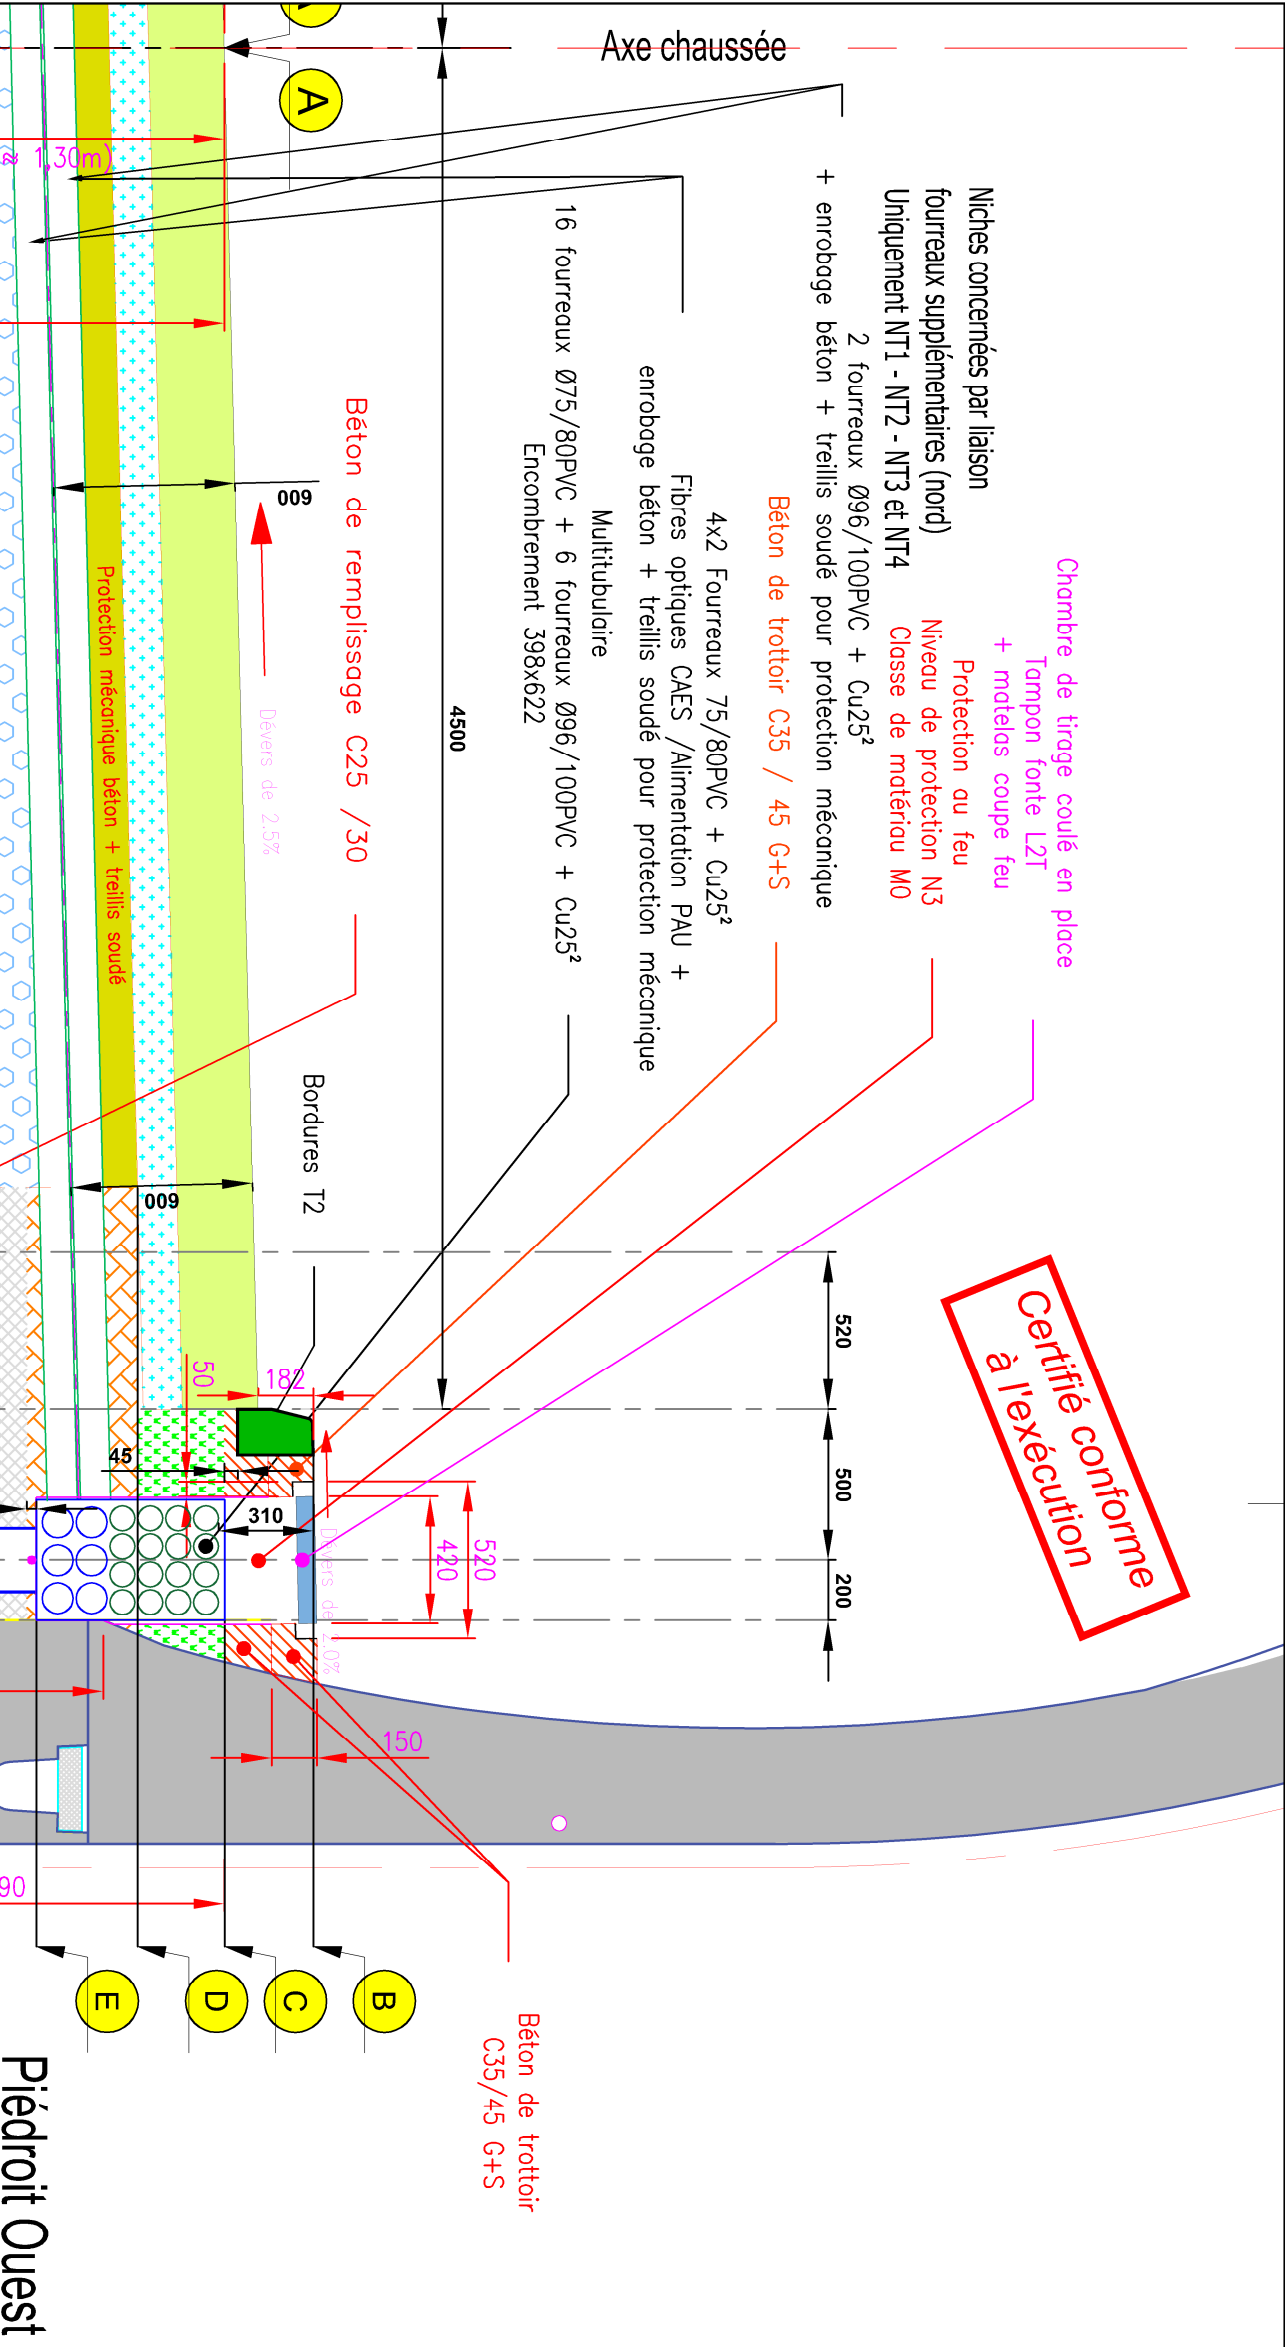 Axe chaussée
A
≈ 1,30m)
Niches concernées par liaison
fourreaux supplémentaires (nord)
Uniquement NT1 - NT2 - NT3 et NT4
2 fourreaux Ø96/100PVC + Cu25²
+ enrobage béton + treillis soudé pour protection mécanique
Chambre de tirage coulé en place
Tampon fonte L2T
+ matelas coupe feu
Protection au feu
Niveau de protection N3
Classe de matériau M0
Béton de trottoir C35 / 45 G+S
4x2 Fourreaux 75/80PVC + Cu25²
Fibres optiques CAES /Alimentation PAU +
enrobage béton + treillis soudé pour protection mécanique
Multitubulaire
16 fourreaux Ø75/80PVC + 6 fourreaux Ø96/100PVC + Cu25²
Encombrement 398x622
4500
Béton de remplissage C25 /30
Dévers de 2.5%
600
Protection mécanique béton + treillis soudé
Bordures T2
600
Certifié conforme
à l'exécution
520
500
200
182
50
45
310
520
420
Dévers de 2.0%
150
90
B
C
D
E
Béton de trottoir
C35/45 G+S
Piédroit Ouest